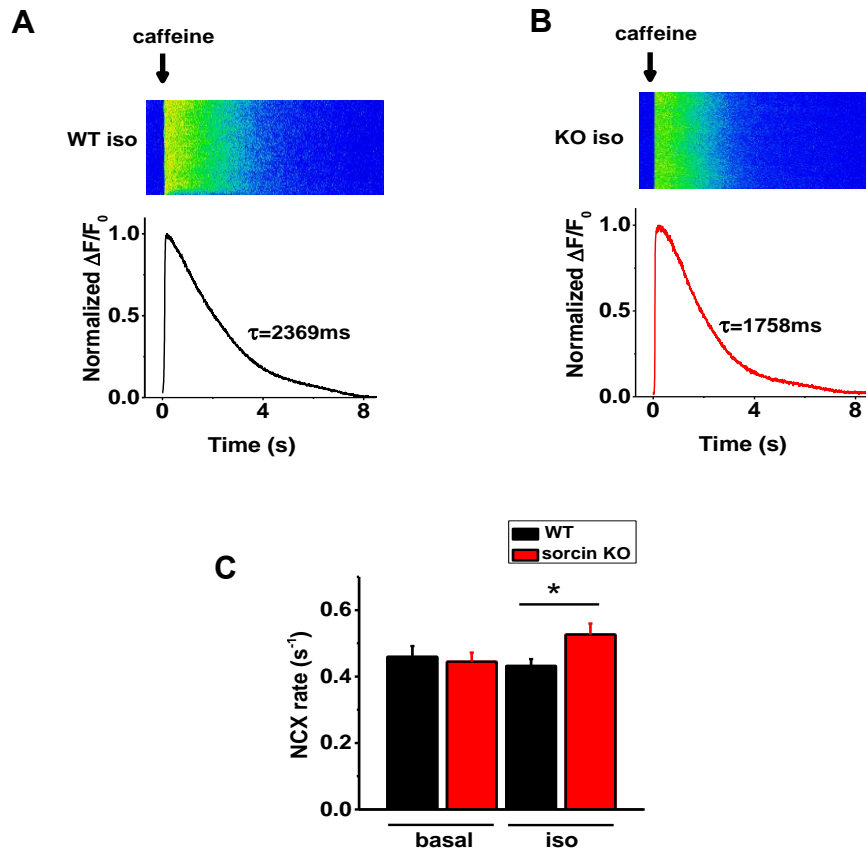 A
caffeine
WT iso
Normalized ΔF/F0
1.0
0.5
0.0
τ=2369ms
0 4 8
Time (s)
B
caffeine
KO iso
Normalized ΔF/F0
1.0
0.5
0.0
τ=1758ms
0 4 8
Time (s)
C
WT
sorcin KO
*
NCX rate (s-1)
0.6
0.4
0.2
0.0
basal iso